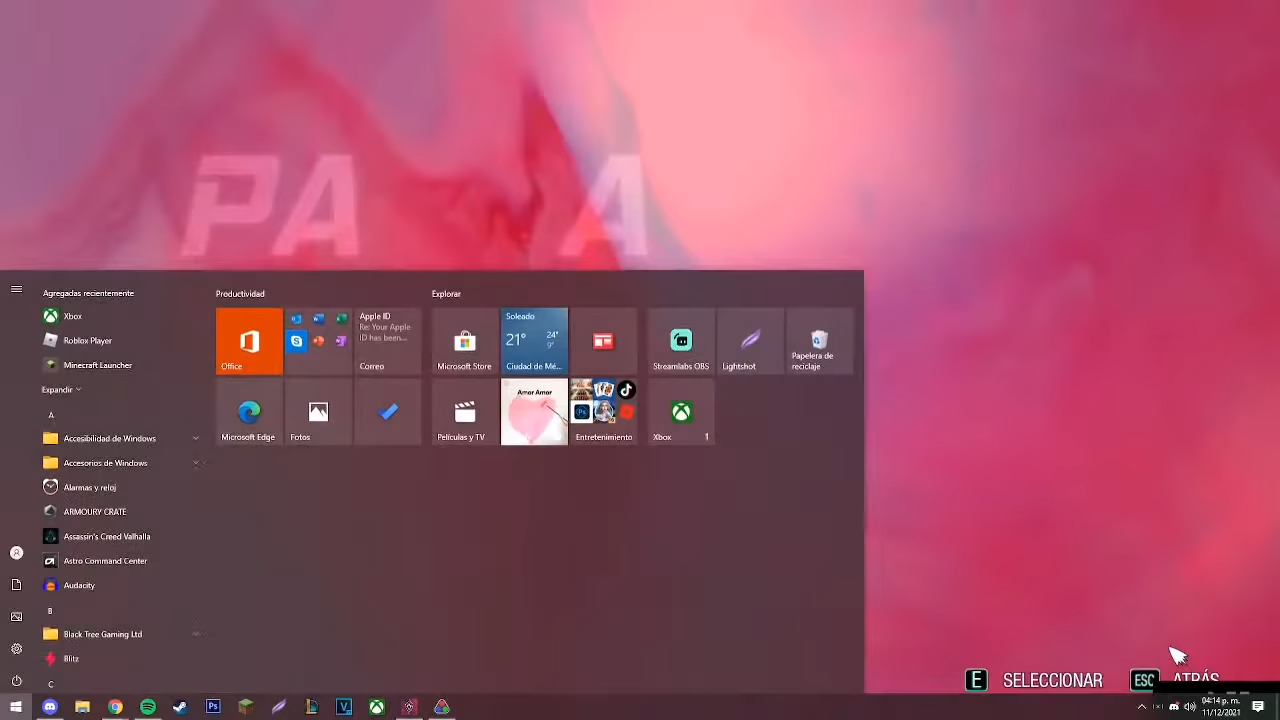 PA A
Agregadas recientemente
Xbox
Roblox Player
Minecraft Launcher
Expandir
A
Accesibilidad de Windows
Accesorios de Windows
Alarmas y reloj
ARMOURY CRATE
Assassin's Creed Valhalla
Astro Command Center
Audacity
B
Black Tree Gaming Ltd
Blitz
C
Productividad
Office
Apple ID
Re: Your Apple
ID has been...
Correo
Microsoft Edge
Fotos
Explorar
Microsoft Store
Soleado
21° 24°
9°
Ciudad de Mé...
Películas y TV
Amor Amor
Ps
Entretenimiento
Streamlabs OBS
Lightshot
Papelera de
reciclaje
Xbox 1
E SELECCIONAR ESC ATRÁS
Ps
04:14 p. m.
11/12/2021